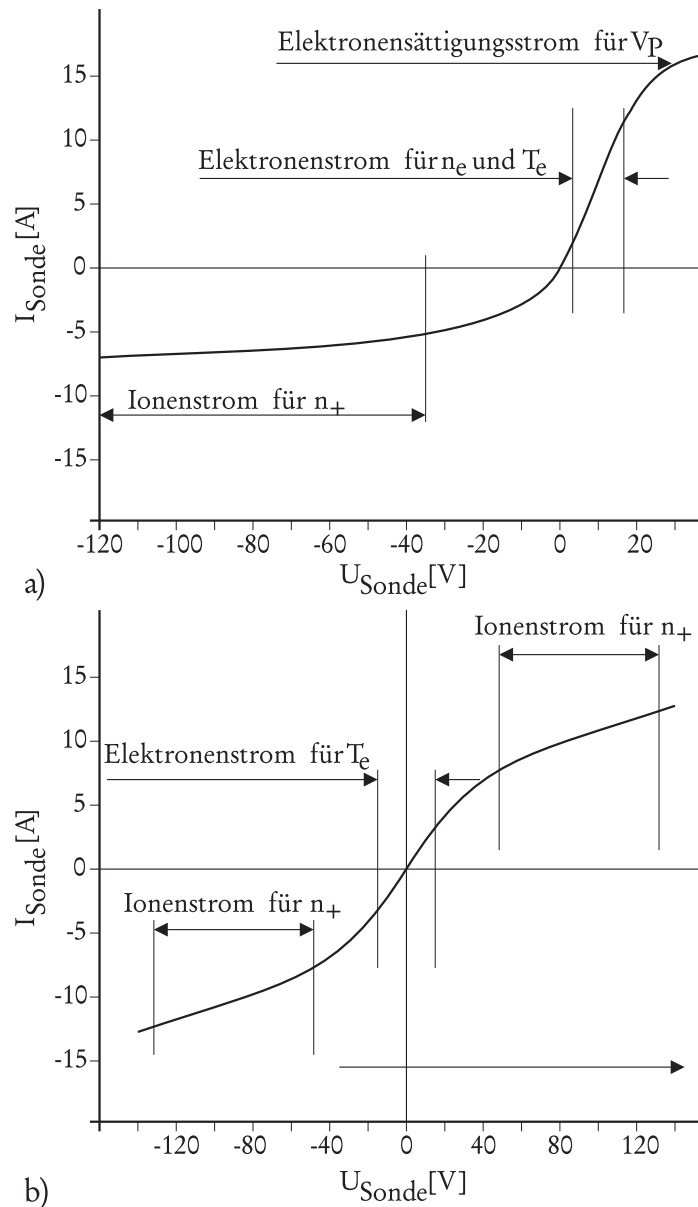 Elektronensättigungsstrom für VP
15
10
Elektronenstrom für ne und Te
5
0
-5
-10
-15
ISonde[A]
Ionenstrom für n+
-120 -100 -80 -60 -40 -20 0 20
USonde[V]
a)
Ionenstrom für n+
15
10
Elektronenstrom für Te
5
0
-5
-10
-15
ISonde[A]
Ionenstrom für n+
-120 -80 -40 0 40 80 120
USonde[V]
b)